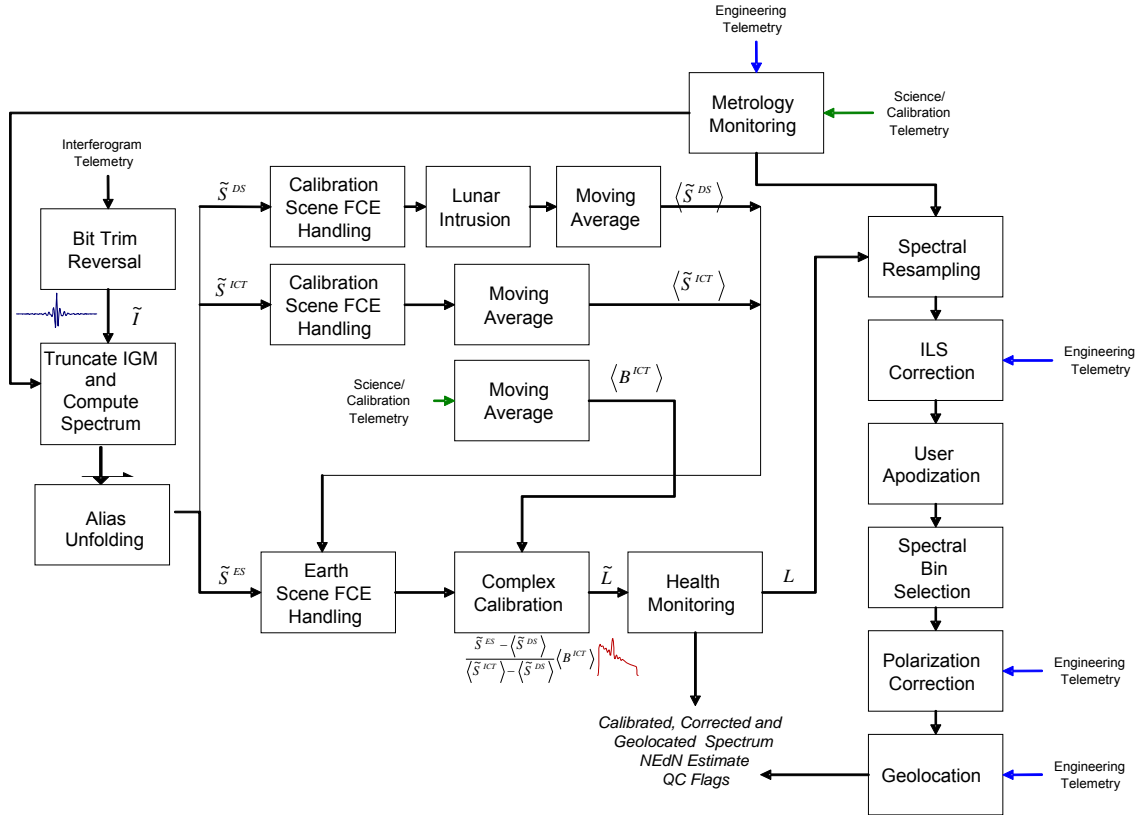 Engineering
Telemetry
Metrology
Monitoring
Science/
Calibration
Telemetry
Interferogram
Telemetry
Bit Trim
Reversal
Ĩ
Truncate IGM
and
Compute
Spectrum
Alias
Unfolding
S̃ DS
Calibration
Scene FCE
Handling
Lunar
Intrusion
Moving
Average
⟨S̃ DS⟩
S̃ ICT
Calibration
Scene FCE
Handling
Moving
Average
⟨S̃ ICT⟩
Science/
Calibration
Telemetry
Moving
Average
⟨B ICT⟩
S̃ ES
Earth
Scene FCE
Handling
Complex
Calibration
S̃ ES − ⟨S̃ DS⟩
⟨S̃ ICT⟩ − ⟨S̃ DS⟩
⟨B ICT⟩
L̃
Health
Monitoring
L
Spectral
Resampling
ILS
Correction
Engineering
Telemetry
User
Apodization
Spectral
Bin
Selection
Polarization
Correction
Engineering
Telemetry
Geolocation
Engineering
Telemetry
Calibrated, Corrected and
Geolocated Spectrum
NEdN Estimate
QC Flags